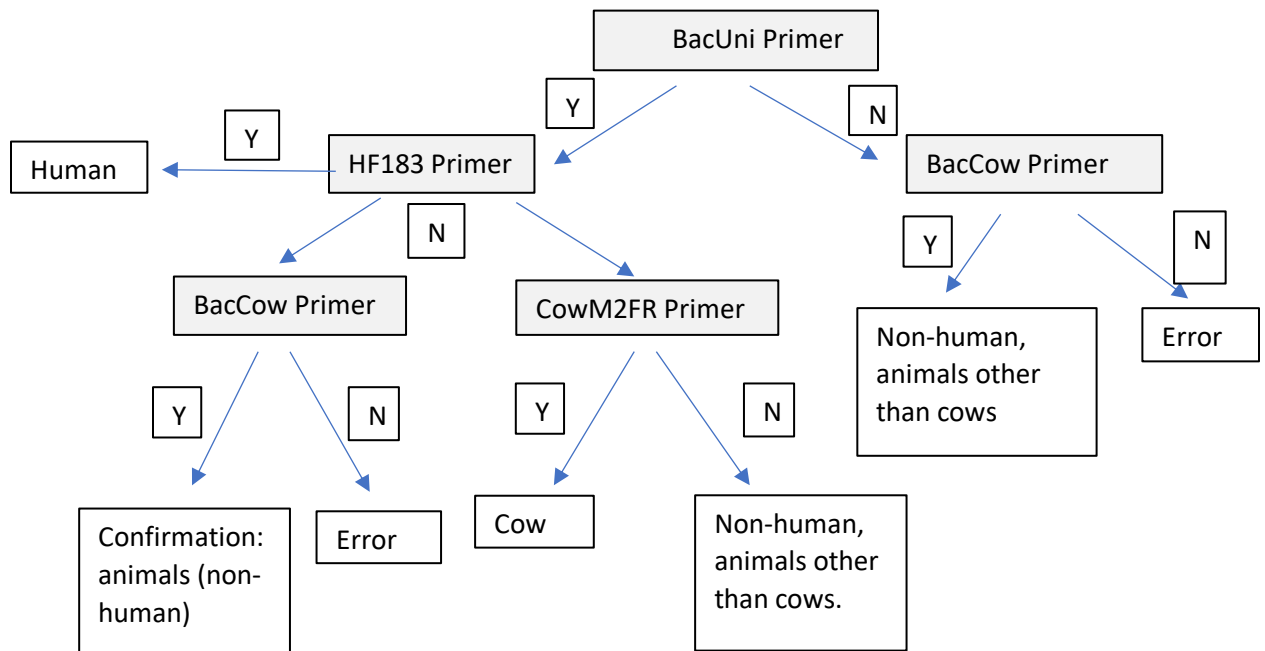 BacUni Primer
Y
N
Y
Human
HF183 Primer
BacCow Primer
N
Y
N
BacCow Primer
CowM2FR Primer
Non-human,
animals other
than cows
Error
Y
N
Y
N
Confirmation:
animals (non-
human)
Error
Cow
Non-human,
animals other
than cows.